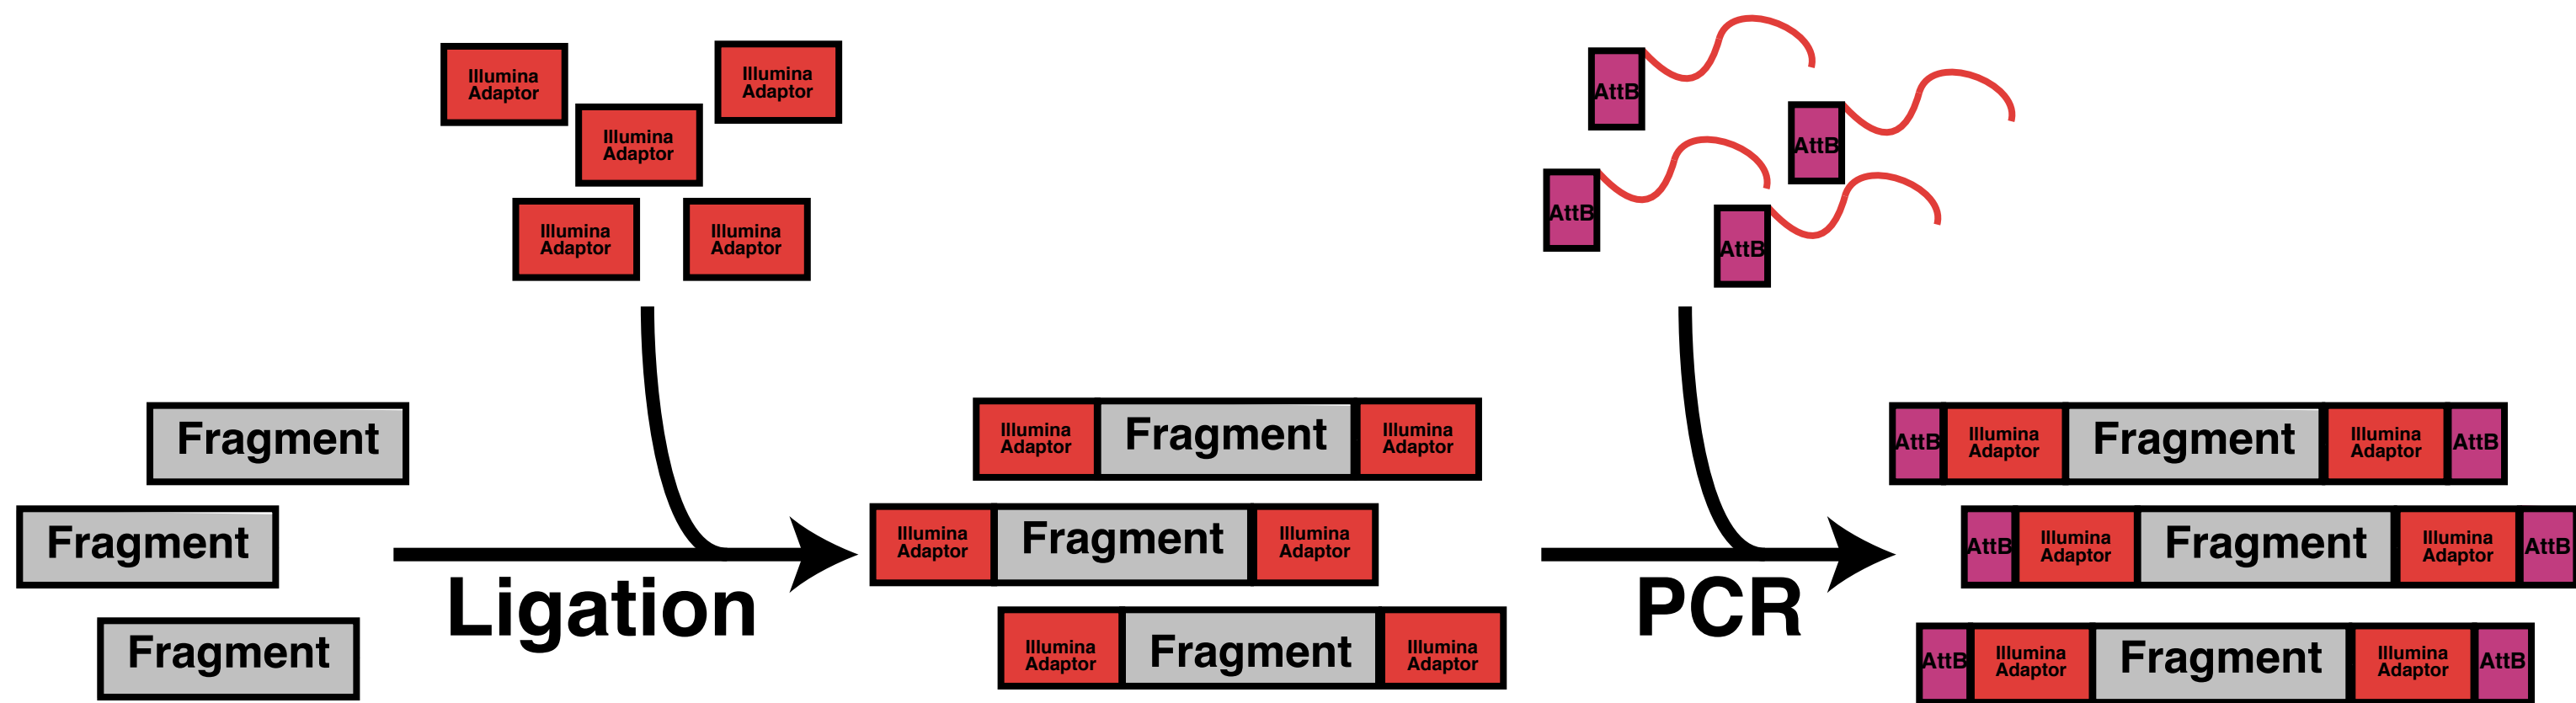 Illumina
Adaptor
Illumina
Adaptor
Illumina
Adaptor
Illumina
Adaptor
Illumina
Adaptor
Fragment
Fragment
Fragment
Ligation
Illumina
Adaptor
Fragment
Illumina
Adaptor
Illumina
Adaptor
Fragment
Illumina
Adaptor
Illumina
Adaptor
Fragment
Illumina
Adaptor
AttB
AttB
AttB
AttB
PCR
AttB
Illumina
Adaptor
Fragment
Illumina
Adaptor
AttB
AttB
Illumina
Adaptor
Fragment
Illumina
Adaptor
AttB
AttB
Illumina
Adaptor
Fragment
Illumina
Adaptor
AttB